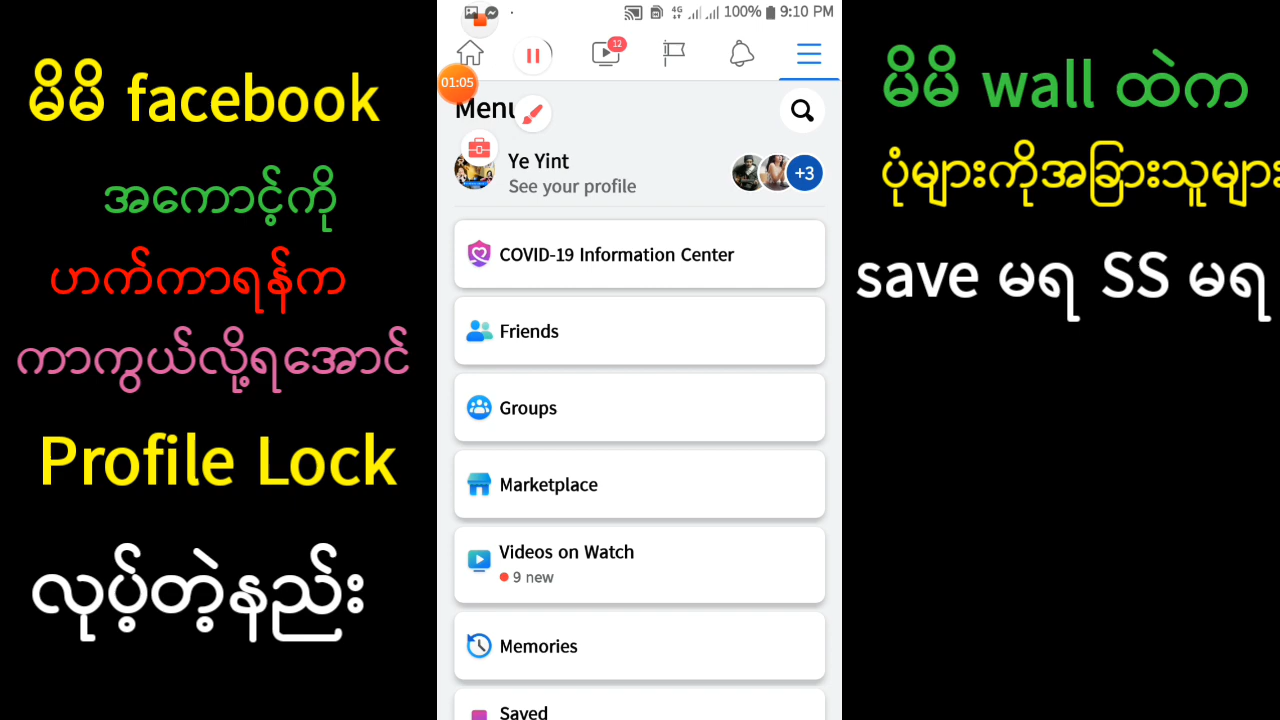 မိမိ facebook
အကောင့်ကို
ဟက်ကာရန်က
ကာကွယ်လို့ရအောင်
Profile Lock
လုပ့်တဲ့နည်း
4G 100% 9:10 PM
12
01:05
Menu
Ye Yint
See your profile
+3
COVID-19 Information Center
Friends
Groups
Marketplace
Videos on Watch
9 new
Memories
Saved
မိမိ wall ထဲက
ပုံများကိုအခြားသူများ
save မရ SS မရ